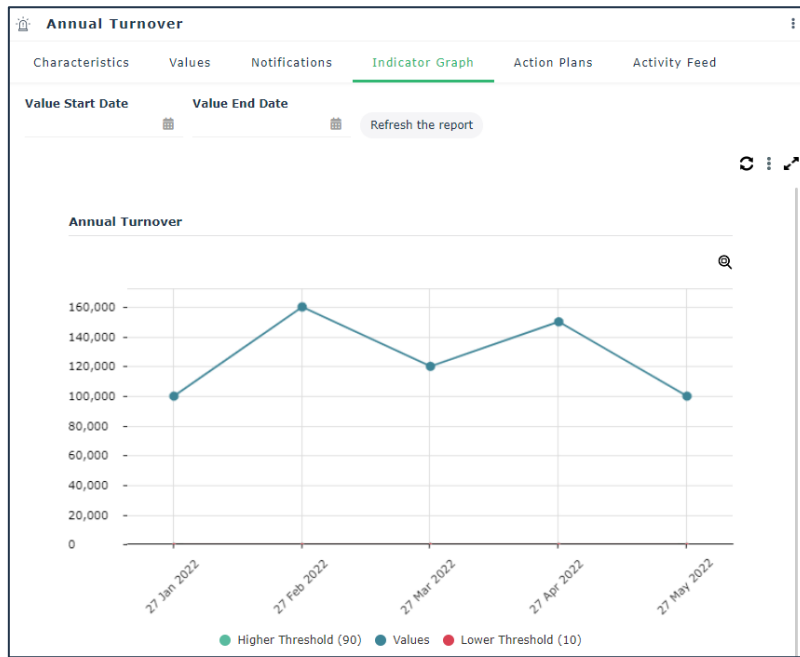 Annual Turnover
Characteristics Values Notifications Indicator Graph Action Plans Activity Feed
Value Start Date Value End Date
Refresh the report
Annual Turnover
160,000
140,000
120,000
100,000
80,000
60,000
40,000
20,000
0
27 Jan 2022 27 Feb 2022 27 Mar 2022 27 Apr 2022 27 May 2022
Higher Threshold (90) Values Lower Threshold (10)